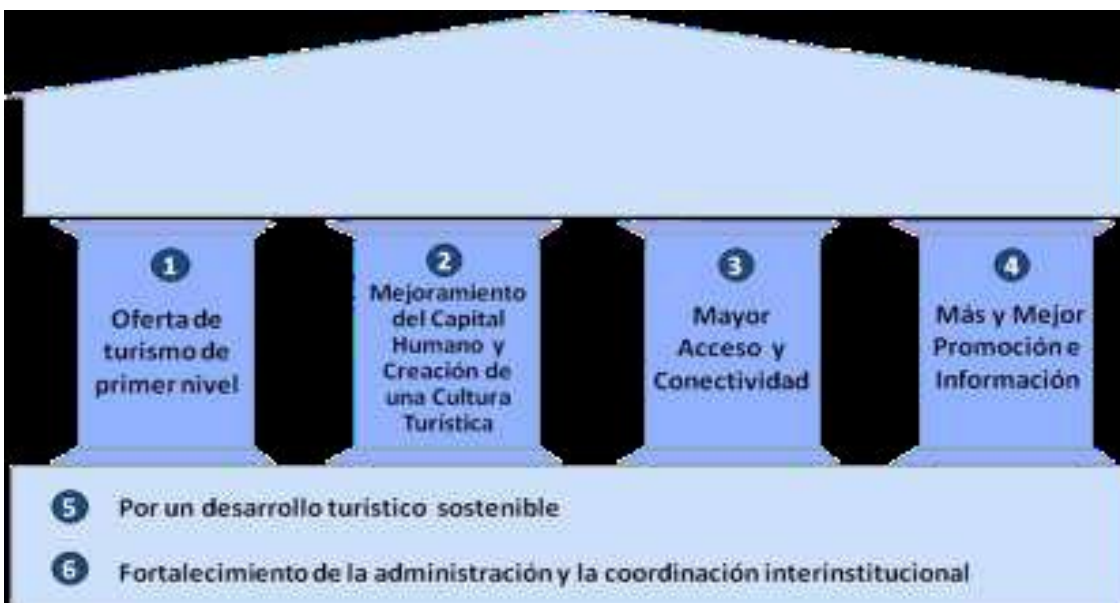 1
Oferta de
turismo de
primer nivel
2
Mejoramiento
del Capital
Humano y
Creación de
una Cultura
Turística
3
Mayor
Acceso y
Conectividad
4
Más y Mejor
Promoción e
Información
5 Por un desarrollo turístico sostenible
6 Fortalecimiento de la administración y la coordinación interinstitucional